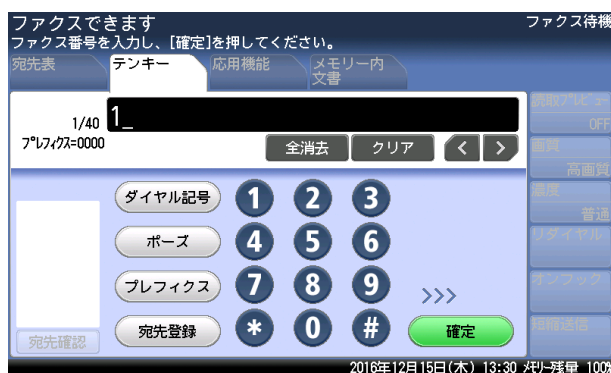 ファクスできます
ファクス待機
ファクス番号を入力し、[確定]を押してください。
宛先表
テンキー
応用機能
メモリー内
文書
1/40
1_
ﾌﾟﾚﾌｨｸｽ=0000
全消去
クリア
<
>
読取ﾌﾟﾚﾋﾞｭｰ
OFF
画質
高画質
濃度
普通
リダイヤル
オンフック
短縮送信
ダイヤル記号
1
2
3
ポーズ
4
5
6
プレフィクス
7
8
9
>>>
宛先登録
*
0
#
確定
宛先確認
2016年12月15日(木) 13:30 ﾒﾓﾘｰ残量 100%